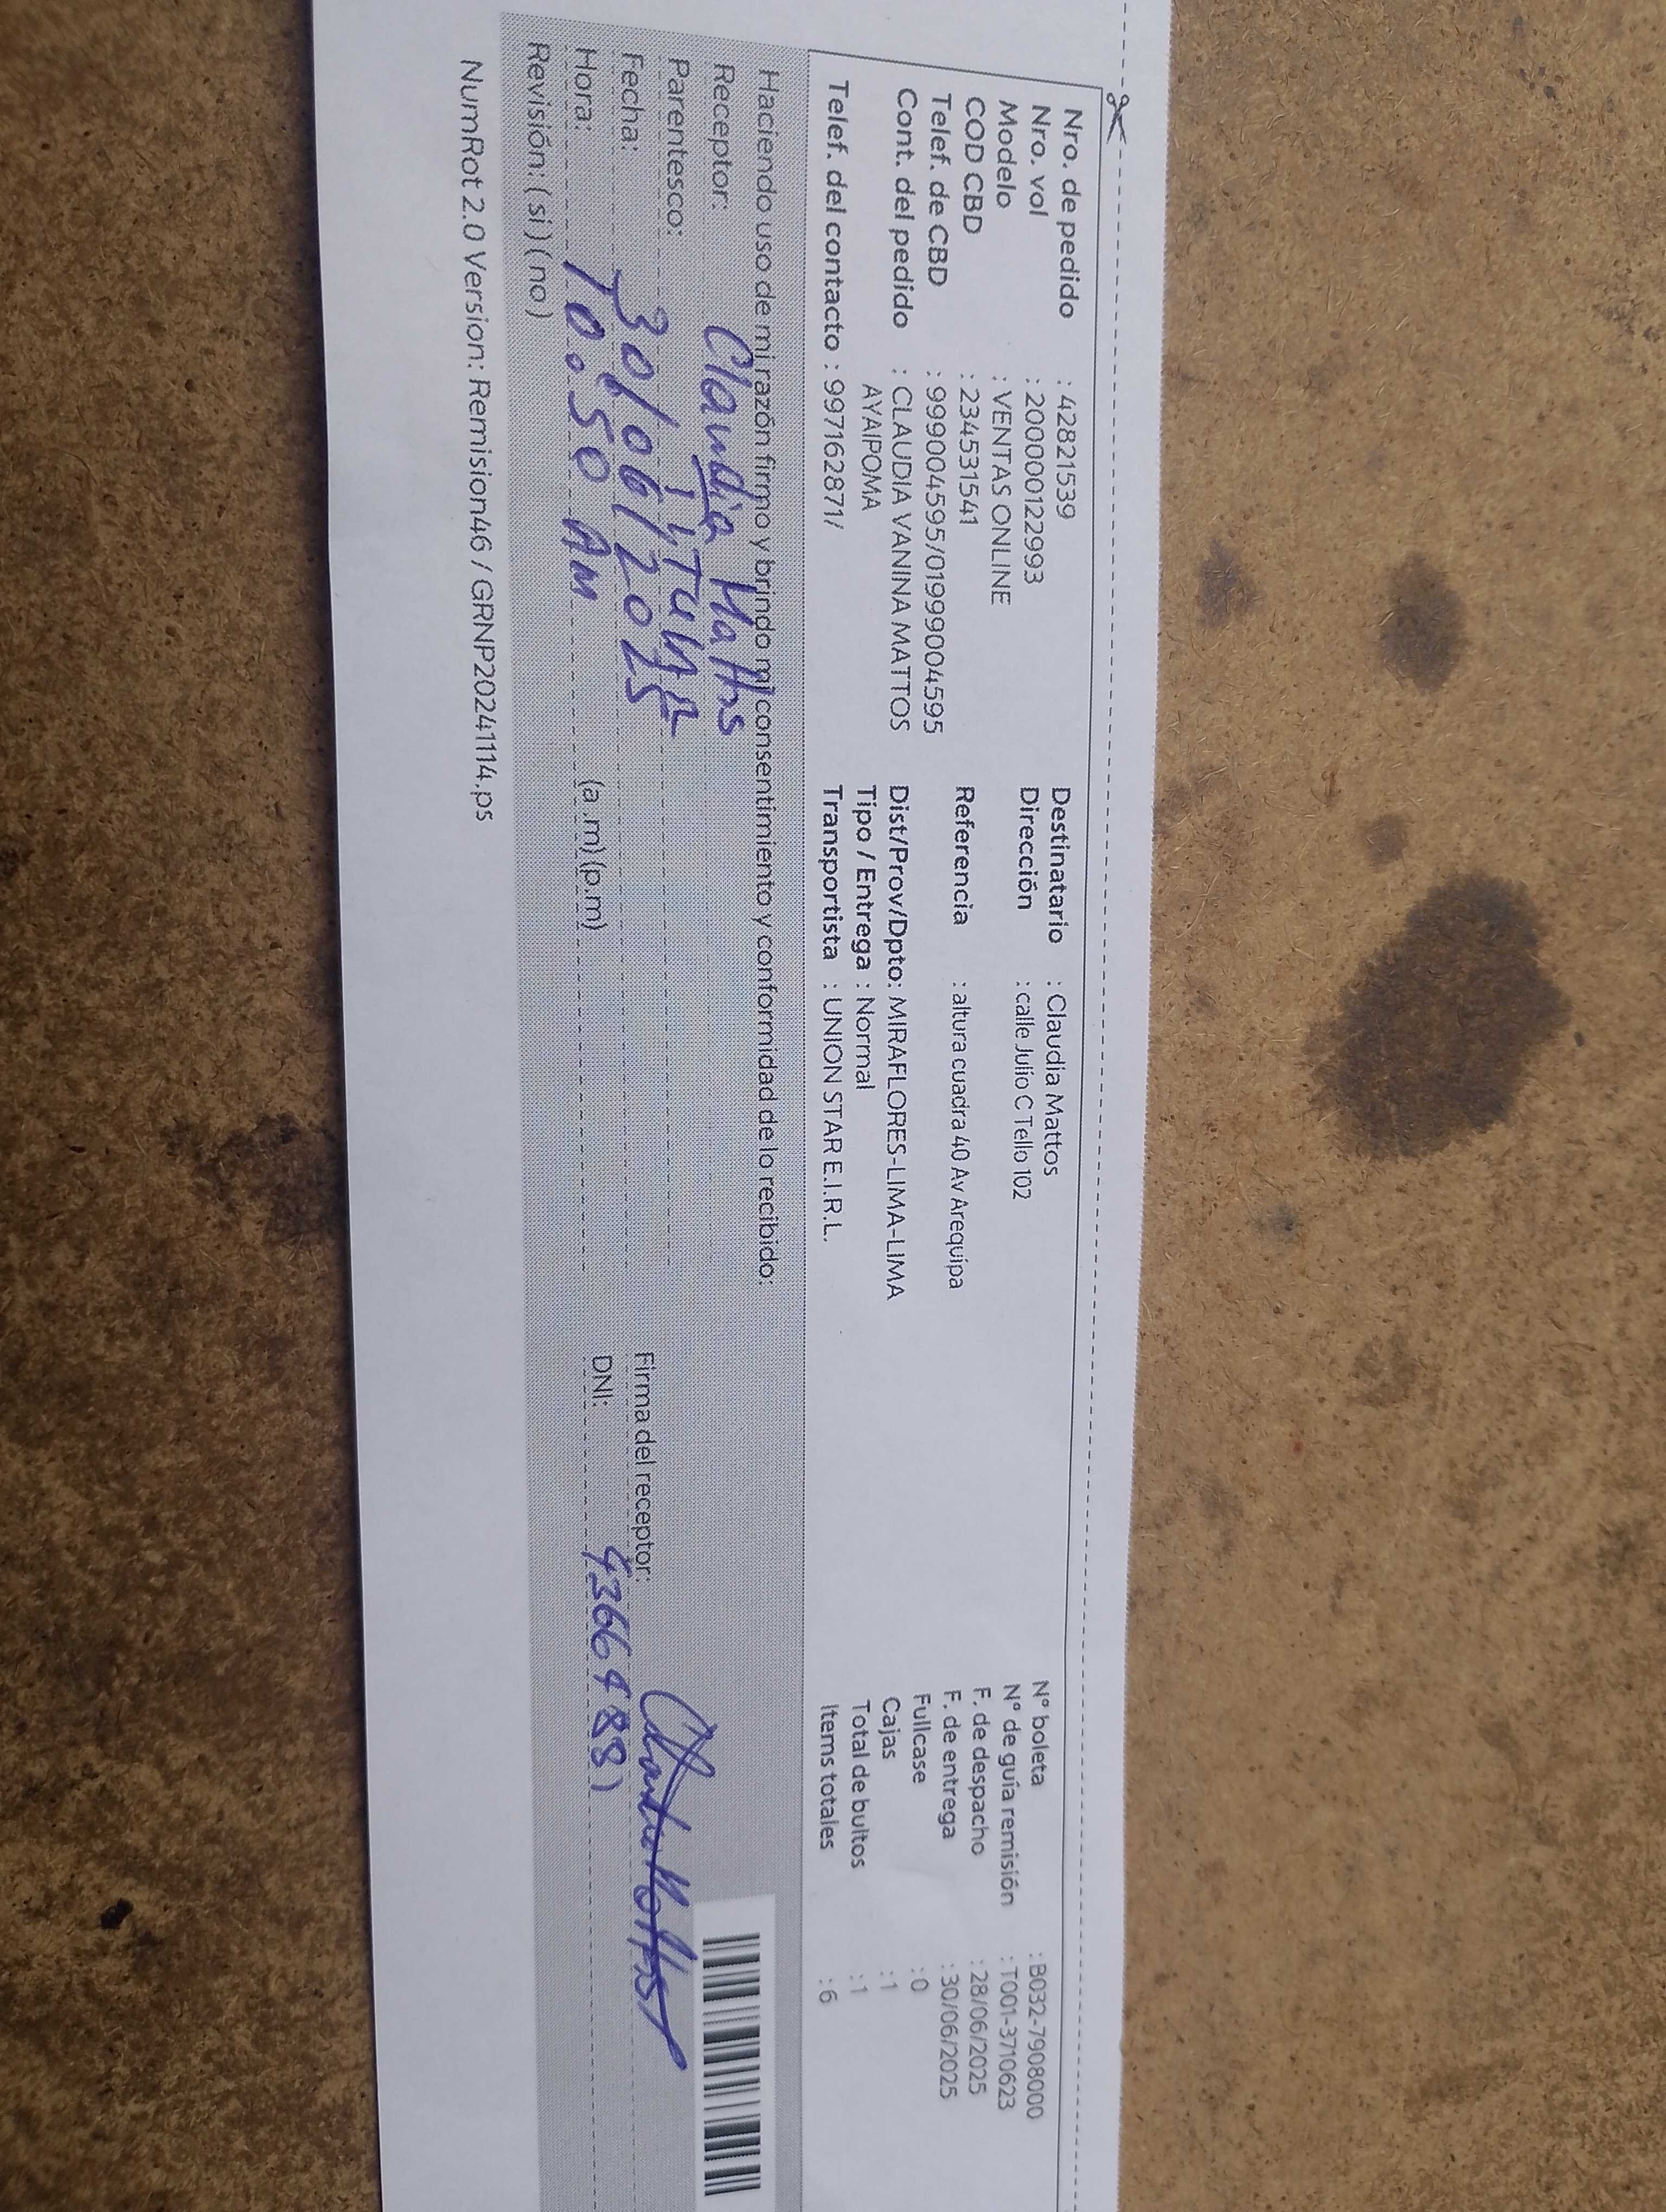 Nro. de pedido : 42821539
Nro. vol : 2000000122993
Modelo : VENTAS ONLINE
COD CBD : 234531541
Telef. de CBD : 999004595/01999004595
Cont. del pedido : CLAUDIA VANINA MATTOS
AYAIPOMA
Telef. del contacto : 997162871/
Destinatario : Claudia Mattos
Dirección : calle Julio C Tello 102
Referencia : altura cuadra 40 Av Arequipa
Dist/Prov/Dpto: MIRAFLORES-LIMA-LIMA
Tipo / Entrega : Normal
Transportista : UNION STAR E.I.R.L.
N° boleta :B032-7908000
N° de guía remisión :T001-3710623
F. de despacho :28/06/2025
F. de entrega :30/06/2025
Fullcase :0
Cajas :1
Total de bultos :1
Items totales :6
Haciendo uso de mi razón firmo y brindo mi consentimiento y conformidad de lo recibido:
Receptor: Claudia Mattos
Parentesco:
Fecha: 30/06/2025
Hora: 10:50 AM (a.m)(p.m)
Revisión: (si) (no)
Firma del receptor: Claudia Mattos
DNI:
NumRot 2.0 Version: Remision46 / GRNP20241114.ps